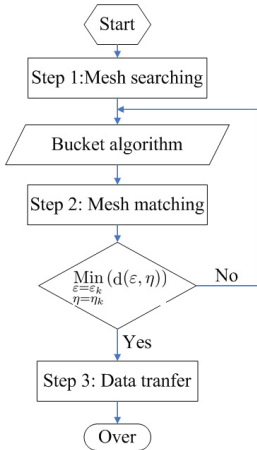 Start
Step 1:Mesh searching
Bucket algorithm
Step 2: Mesh matching
Min (d(ε, η))
ε=ε_k
η=η_k
No
Yes
Step 3: Data tranfer
Over